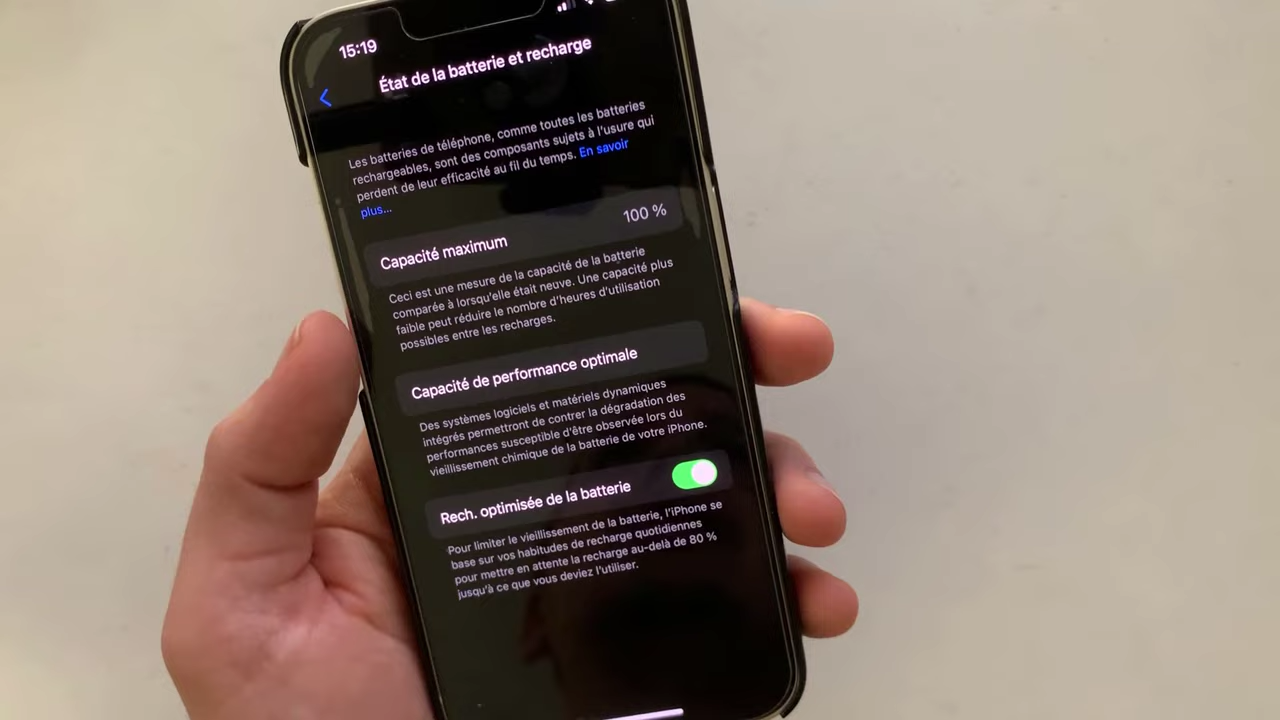 15:19
État de la batterie et recharge
Les batteries de téléphone, comme toutes les batteries
rechargeables, sont des composants sujets à l'usure qui
perdent de leur efficacité au fil du temps. En savoir
plus...
Capacité maximum 100 %
Ceci est une mesure de la capacité de la batterie
comparée à lorsqu'elle était neuve. Une capacité plus
faible peut réduire le nombre d'heures d'utilisation
possibles entre les recharges.
Capacité de performance optimale
Des systèmes logiciels et matériels dynamiques
intégrés permettront de contrer la dégradation des
performances susceptible d'être observée lors du
vieillissement chimique de la batterie de votre iPhone.
Rech. optimisée de la batterie
Pour limiter le vieillissement de la batterie, l'iPhone se
base sur vos habitudes de recharge quotidiennes
pour mettre en attente la recharge au-delà de 80 %
jusqu'à ce que vous deviez l'utiliser.